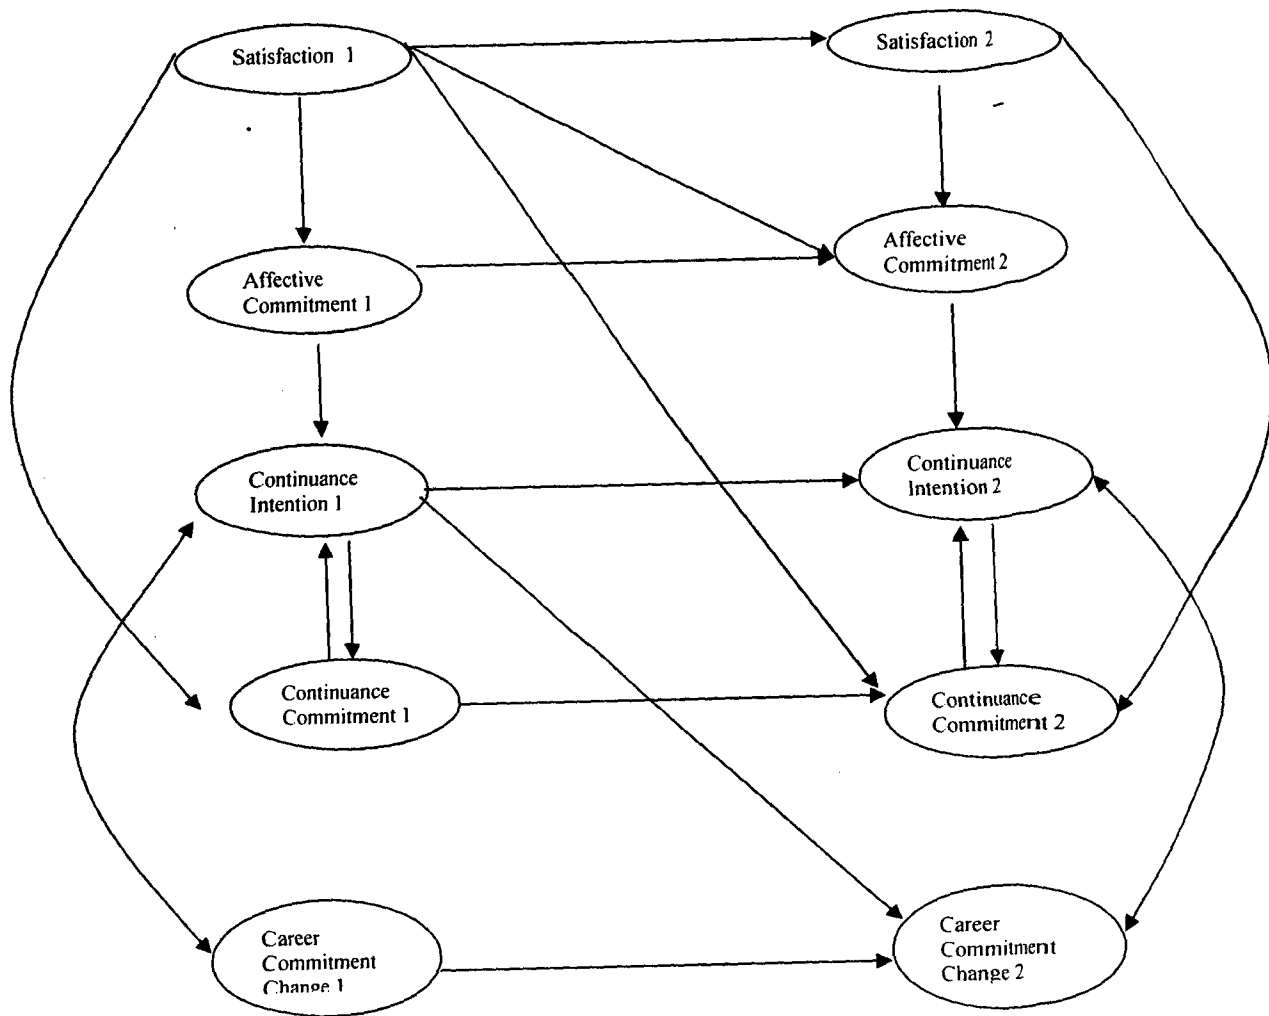 Satisfaction 1
Satisfaction 2
Affective
Commitment 1
Affective
Commitment 2
Continuance
Intention 1
Continuance
Intention 2
Continuance
Commitment 1
Continuance
Commitment 2
Career
Commitment
Change 1
Career
Commitment
Change 2